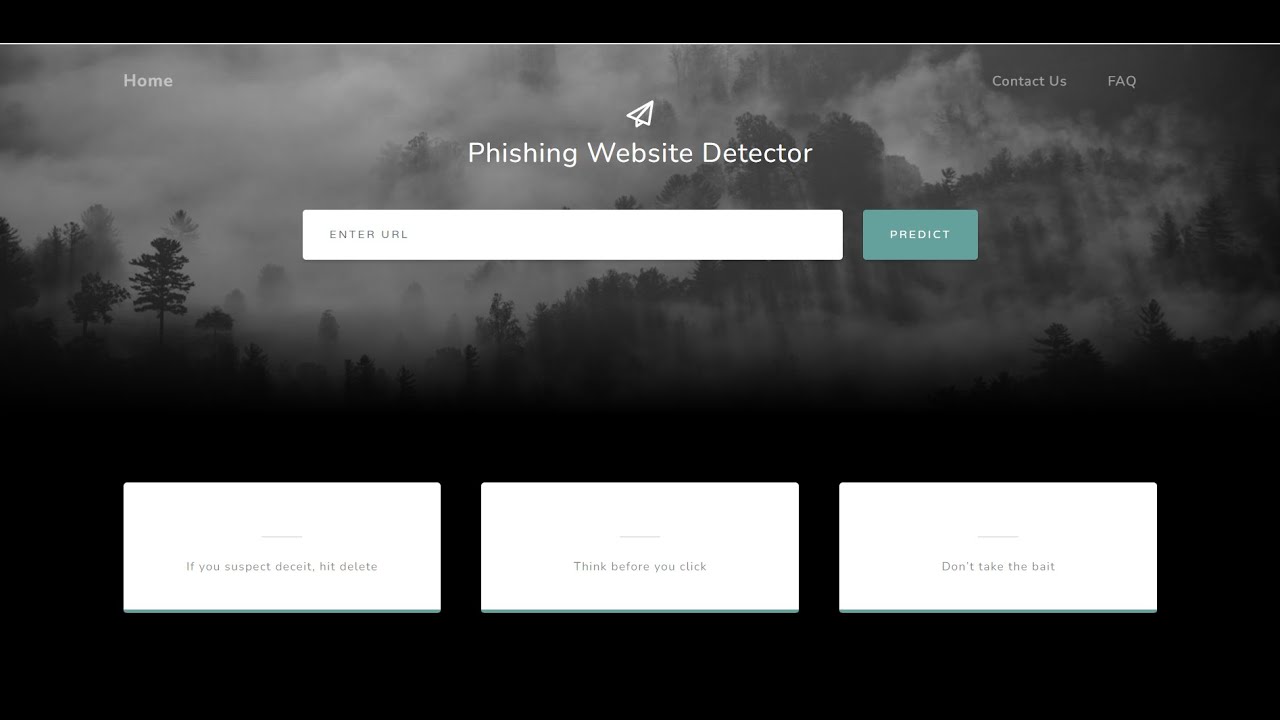 Home
Contact Us
FAQ
Phishing Website Detector
ENTER URL
PREDICT
If you suspect deceit, hit delete
Think before you click
Don't take the bait